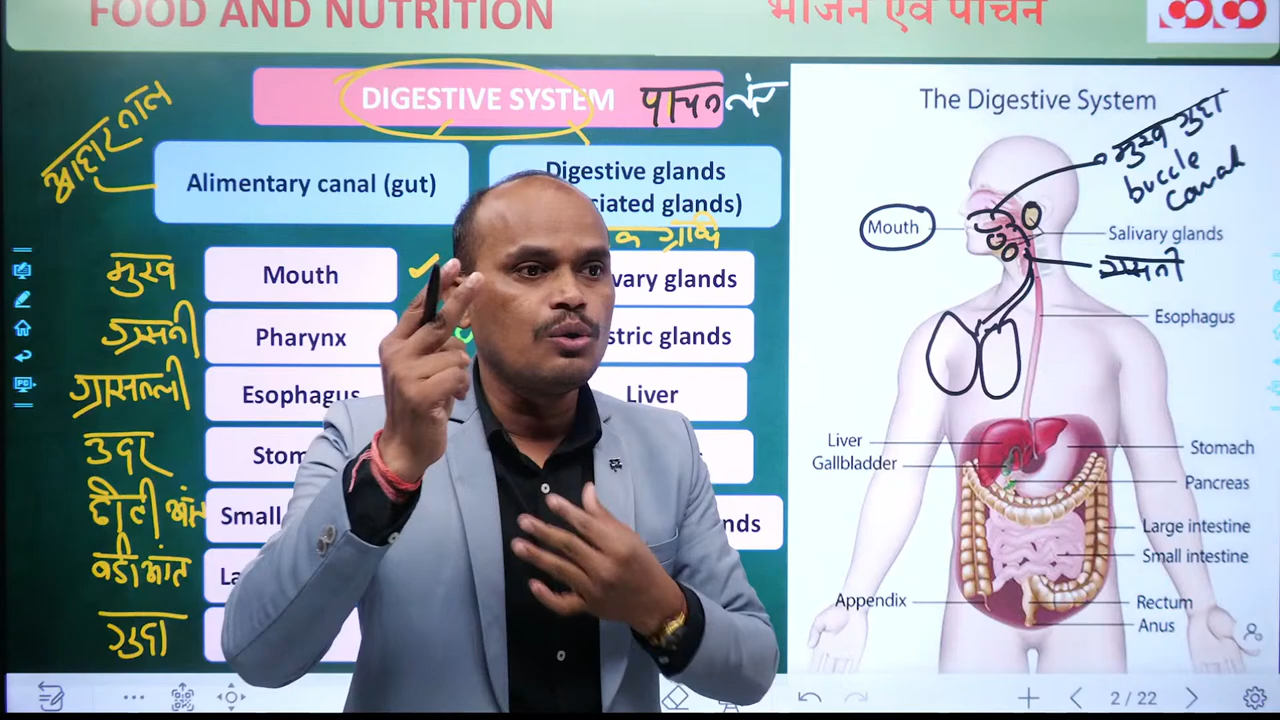 FOOD AND NUTRITION
भोजन एवं पाचन
DIGESTIVE SYSTEM पाचन तंत्र
आहारनाल
Alimentary canal (gut)
Digestive glands
ciated glands)
ग्रंथि
मुख
Mouth
vary glands
ग्रसनी
Pharynx
stric glands
ग्रासनली
Esophagus
Liver
उदर
Stom
छोटी आंत
Small
nds
बडी आंत
La
गुदा
The Digestive System
मुख गुहा
buccle
canal
Mouth
Salivary glands
ग्रसनी
Esophagus
Liver
Gallbladder
Stomach
Pancreas
Large intestine
Small intestine
Appendix
Rectum
Anus
2 / 22